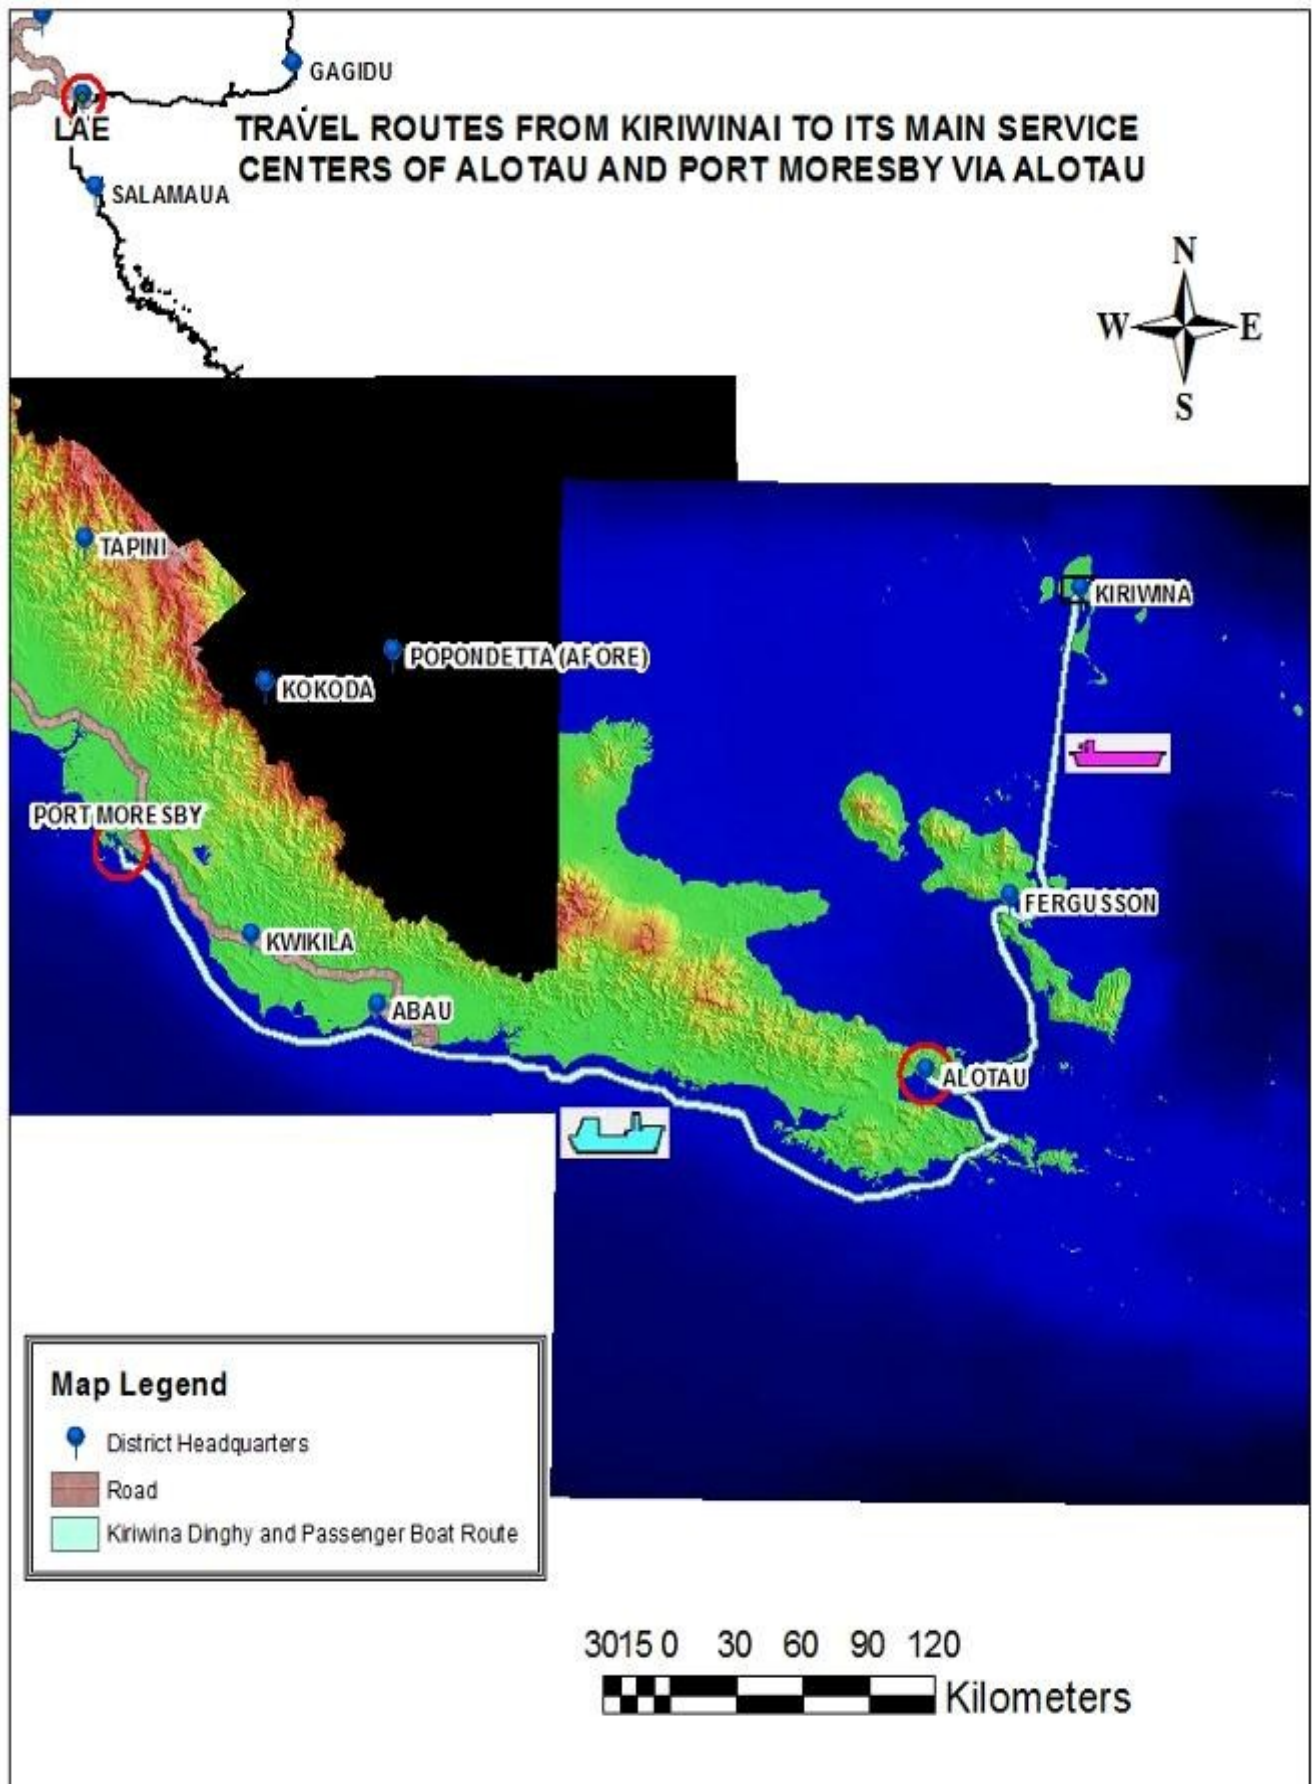 GAGIDU
LAE
TRAVEL ROUTES FROM KIRIWINAI TO ITS MAIN SERVICE
CENTERS OF ALOTAU AND PORT MORESBY VIA ALOTAU
SALAMAUA
N
W E
S
TAPINI
KIRIWINA
POPONDETTA (AFORE)
KOKODA
PORT MORESBY
FERGUSSON
KWIKILA
ABAU
ALOTAU
Map Legend
District Headquarters
Road
Kiriwina Dinghy and Passenger Boat Route
3015 0 30 60 90 120
Kilometers